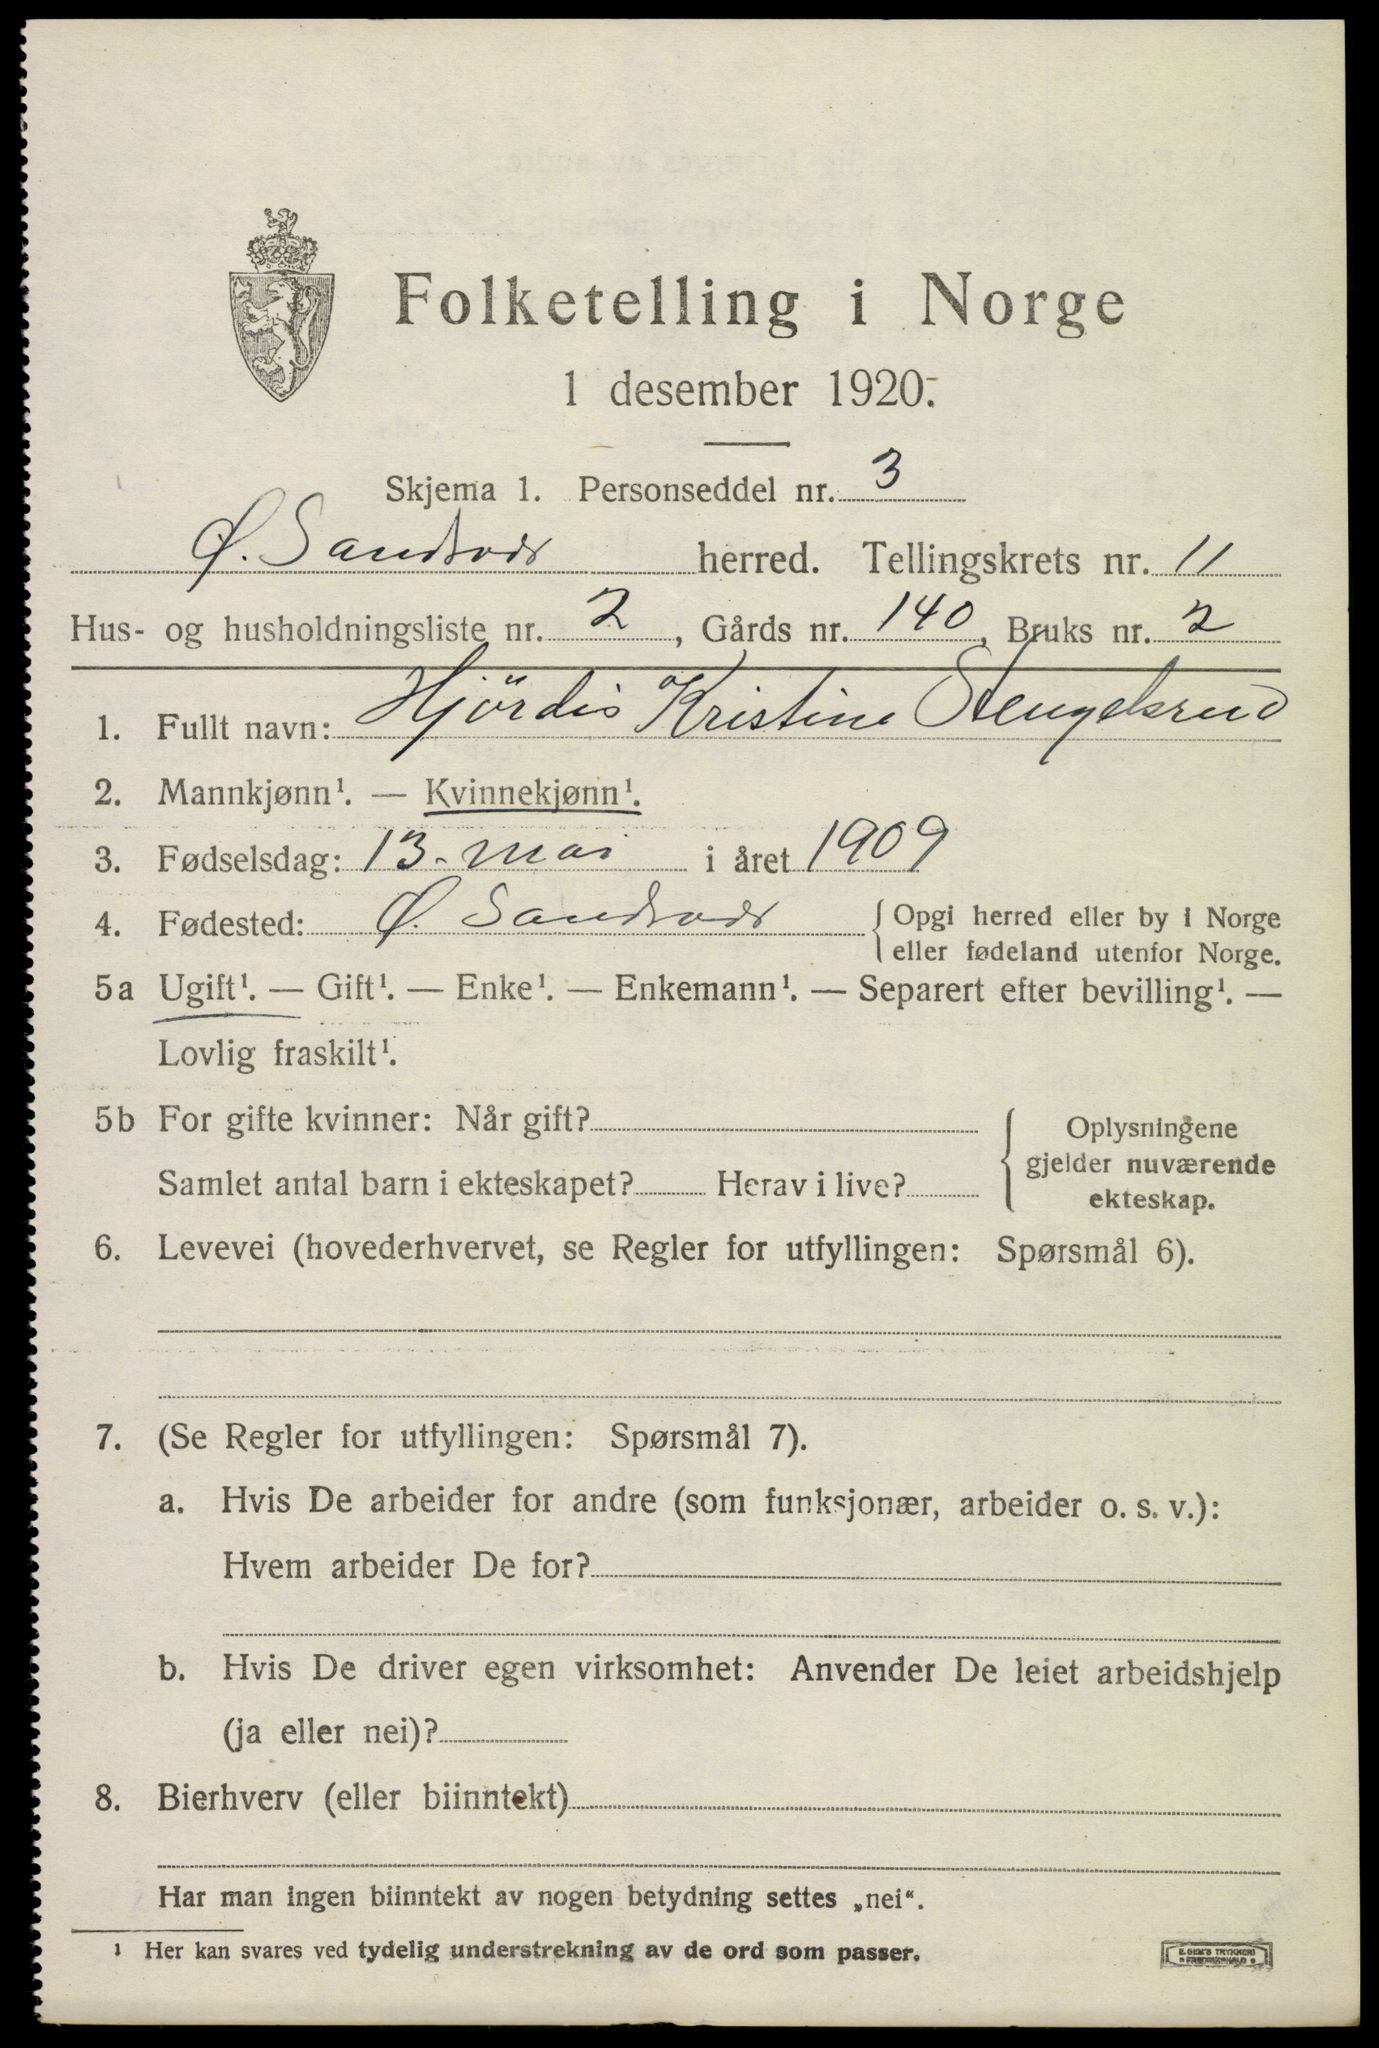 Folketelling i Norge
1 desember 1920.
Skjema 1. Personseddel nr. 3
Ø. Sandsvær herred. Tellingskrets nr. 11
Hus- og husholdningsliste nr. 2, Gårds nr. 140, Bruks nr. 2
1. Fullt navn: Hjördis Kristine Stengelsrud
2. Mannkjønn¹. — Kvinnekjønn¹.
3. Fødselsdag: 13. mai i året 1909
4. Fødested: Ø. Sandsvær { Opgi herred eller by i Norge
eller fødeland utenfor Norge.
5a Ugift¹. — Gift¹. — Enke¹. — Enkemann¹. — Separert efter bevilling¹. —
Lovlig fraskilt¹.
5b For gifte kvinner: Når gift?
Samlet antal barn i ekteskapet? Herav i live?
Oplysningene
gjelder nuværende
ekteskap.
6. Levevei (hovederhvervet, se Regler for utfyllingen: Spørsmål 6).
7. (Se Regler for utfyllingen: Spørsmål 7).
a. Hvis De arbeider for andre (som funksjonær, arbeider o. s. v.):
Hvem arbeider De for?
b. Hvis De driver egen virksomhet: Anvender De leiet arbeidshjelp
(ja eller nei)?
8. Bierhverv (eller biinntekt)
Har man ingen biinntekt av nogen betydning settes „nei“.
¹ Her kan svares ved tydelig understrekning av de ord som passer.
E. SEM'S TRYKKERI
FREDRIKSHALD